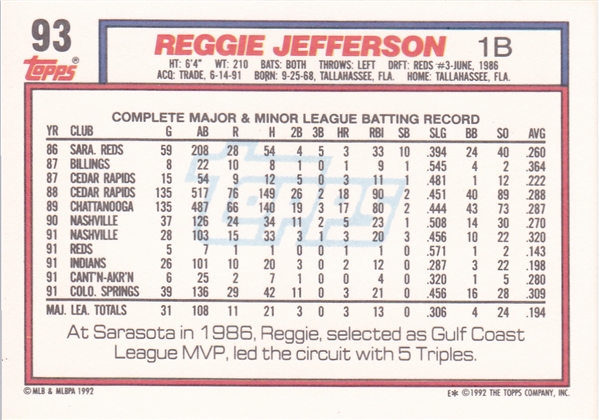 93 REGGIE JEFFERSON 1B
Topps®
HT: 6'4" WT: 210 BATS: BOTH THROWS: LEFT DRFT: REDS #3-JUNE, 1986
ACQ: TRADE, 6-14-91 BORN: 9-25-68, TALLAHASSEE, FLA. HOME: TALLAHASSEE, FLA.
COMPLETE MAJOR & MINOR LEAGUE BATTING RECORD
YR CLUB G AB R H 2B 3B HR RBI SB SLG BB SO AVG
86 SARA. REDS 59 208 28 54 4 5 3 33 10 .394 24 40 .260
87 BILLINGS 8 22 10 8 1 0 1 9 1 .545 4 2 .364
87 CEDAR RAPIDS 15 54 9 12 5 0 3 11 1 .481 1 12 .222
88 CEDAR RAPIDS 135 517 76 149 26 2 18 90 2 .451 40 89 .288
89 CHATTANOOGA 135 487 66 140 19 3 17 80 2 .444 43 73 .287
90 NASHVILLE 37 126 24 34 11 2 5 23 1 .508 14 30 .270
91 NASHVILLE 28 103 15 33 3 1 3 20 3 .456 10 22 .320
91 REDS 5 7 1 1 0 0 1 1 0 .571 1 2 .143
91 INDIANS 26 101 10 20 3 0 2 12 0 .287 3 22 .198
91 CANT'N-AKR'N 6 25 2 7 1 0 0 4 0 .320 1 5 .280
91 COLO. SPRINGS 39 136 29 42 11 0 3 21 0 .456 16 28 .309
MAJ. LEA. TOTALS 31 108 11 21 3 0 3 13 0 .306 4 24 .194
Topps
At Sarasota in 1986, Reggie, selected as Gulf Coast
League MVP, led the circuit with 5 Triples.
© MLB & MLBPA 1992 E* © 1992 THE TOPPS COMPANY, INC.